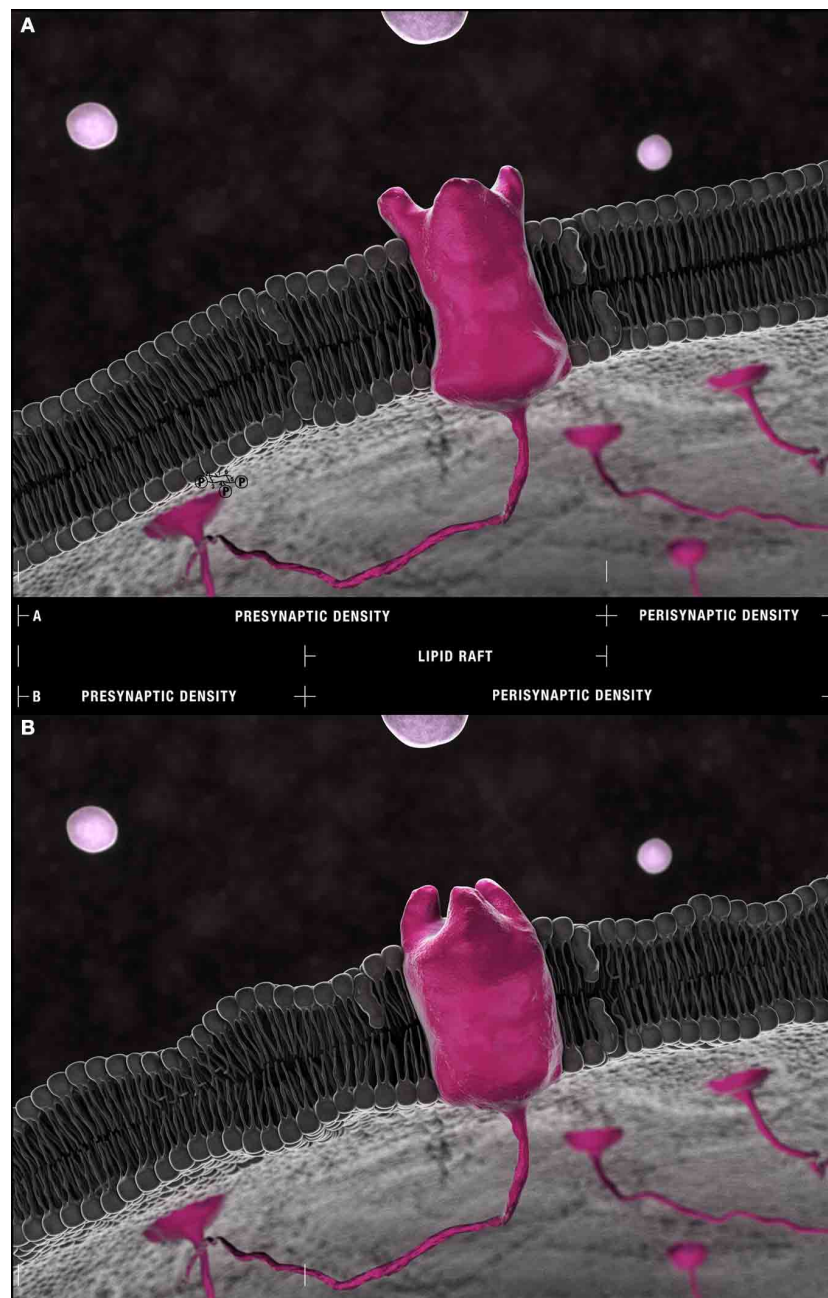 A
P P
P
A PRESYNAPTIC DENSITY PERISYNAPTIC DENSITY
LIPID RAFT
B PRESYNAPTIC DENSITY PERISYNAPTIC DENSITY
B